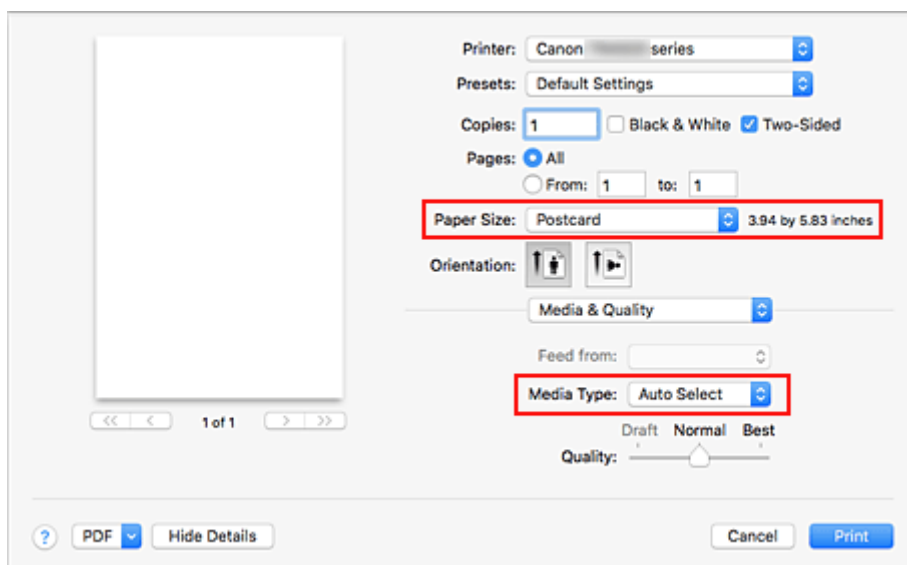 Printer: Canon series
Presets: Default Settings
Copies: 1 Black & White Two-Sided
Pages: All
From: 1 to: 1
Paper Size: Postcard 3.94 by 5.83 inches
Orientation:
Media & Quality
Feed from:
Media Type: Auto Select
<< < 1 of 1 > >>
Draft Normal Best
Quality:
? PDF Hide Details Cancel Print